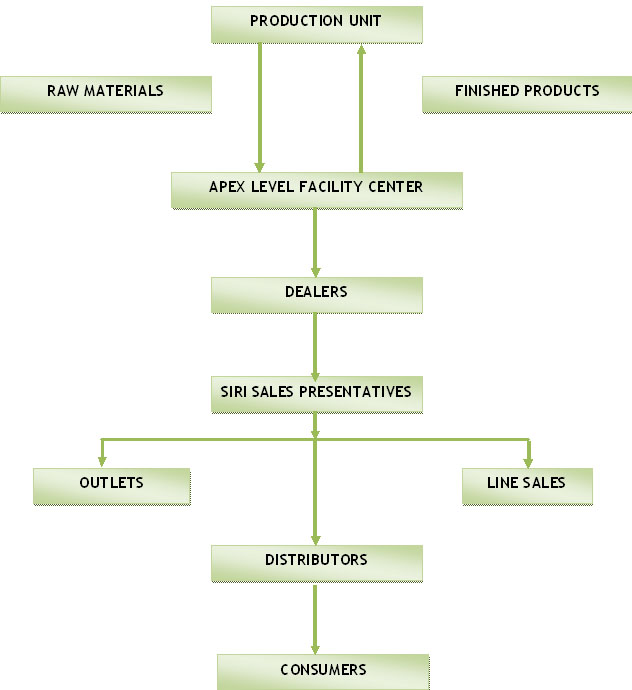 PRODUCTION UNIT
RAW MATERIALS
FINISHED PRODUCTS
APEX LEVEL FACILITY CENTER
DEALERS
SIRI SALES PRESENTATIVES
OUTLETS
LINE SALES
DISTRIBUTORS
CONSUMERS